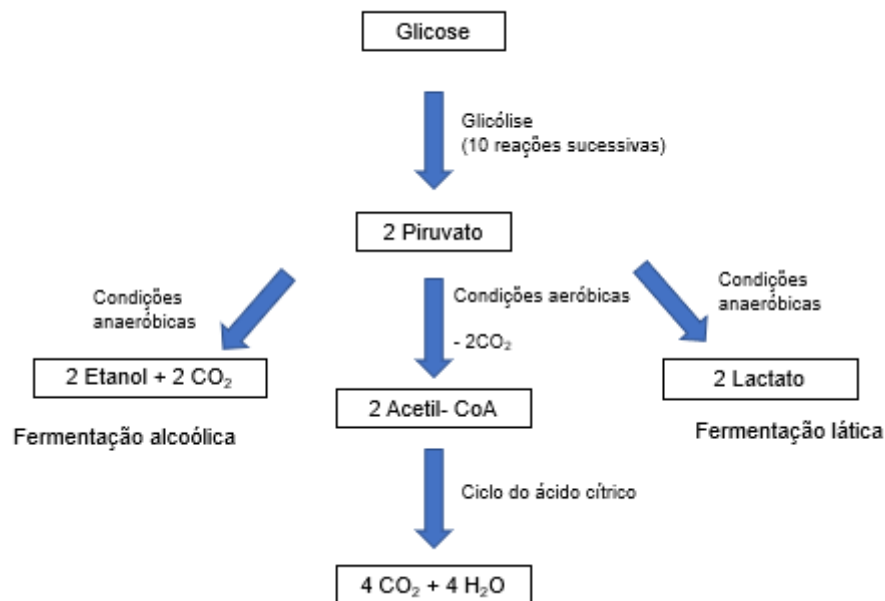 Glicose
Glicólise
(10 reações sucessivas)
2 Piruvato
Condições
anaeróbicas
Condições aeróbicas
- 2CO₂
Condições
anaeróbicas
2 Etanol + 2 CO₂
2 Acetil- CoA
2 Lactato
Fermentação alcoólica
Fermentação lática
Ciclo do ácido cítrico
4 CO₂ + 4 H₂O